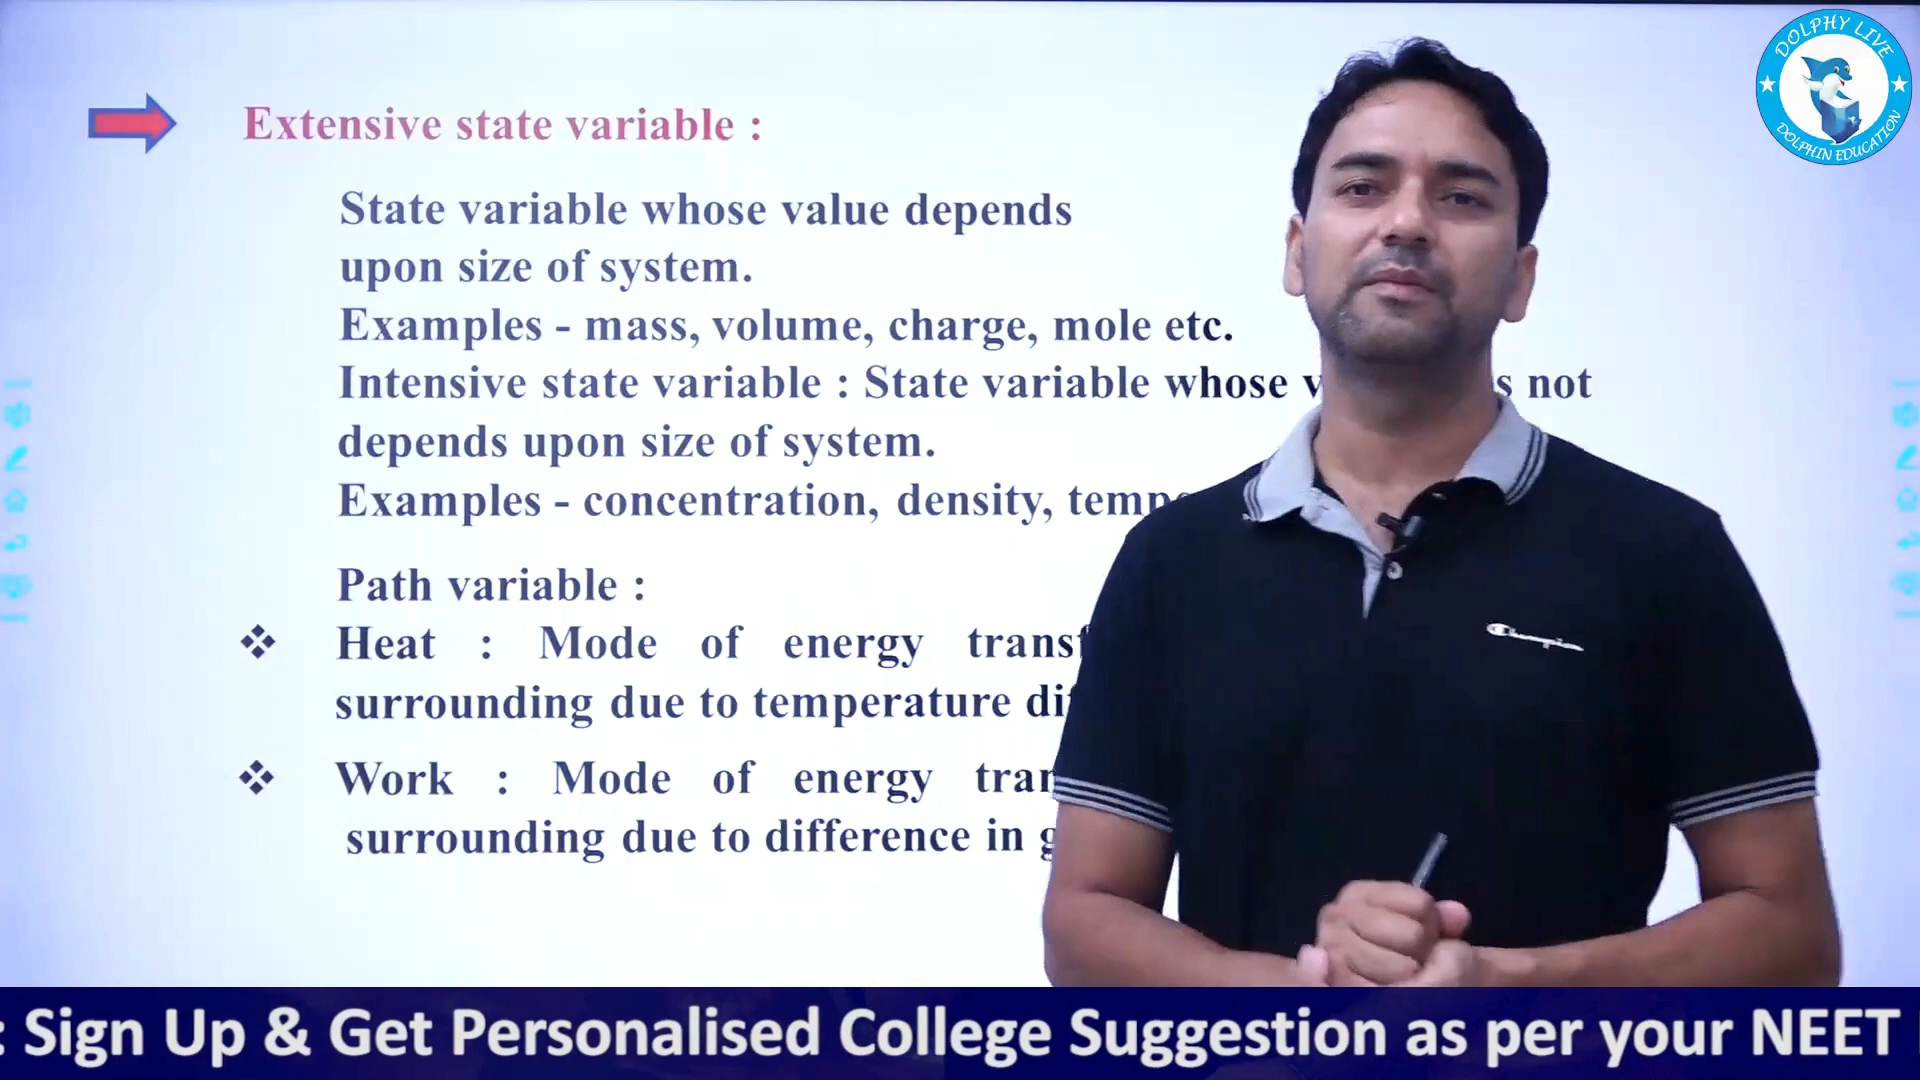 DOLPHY LIVE
DOLPHIN EDUCATION
Extensive state variable :
State variable whose value depends
upon size of system.
Examples - mass, volume, charge, mole etc.
Intensive state variable : State variable whose not
depends upon size of system.
Examples - concentration, density,
Path variable :
❖ Heat : Mode of energy
surrounding due to temperature
❖ Work : Mode of energy
surrounding due to difference in
Champion
: Sign Up & Get Personalised College Suggestion as per your NEET